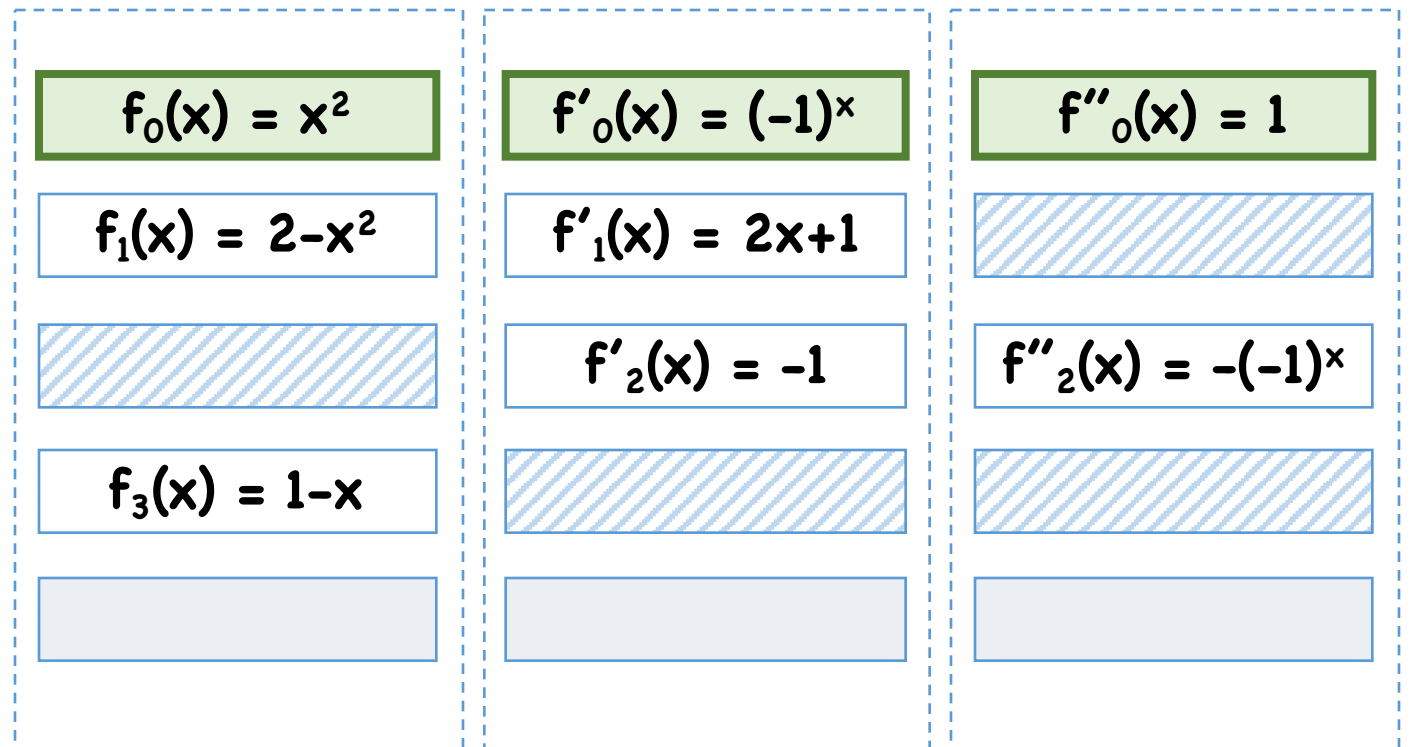 f₀(x) = x²
f′₀(x) = (-1)ˣ
f″₀(x) = 1
f₁(x) = 2-x²
f′₁(x) = 2x+1
f′₂(x) = -1
f″₂(x) = -(-1)ˣ
f₃(x) = 1-x